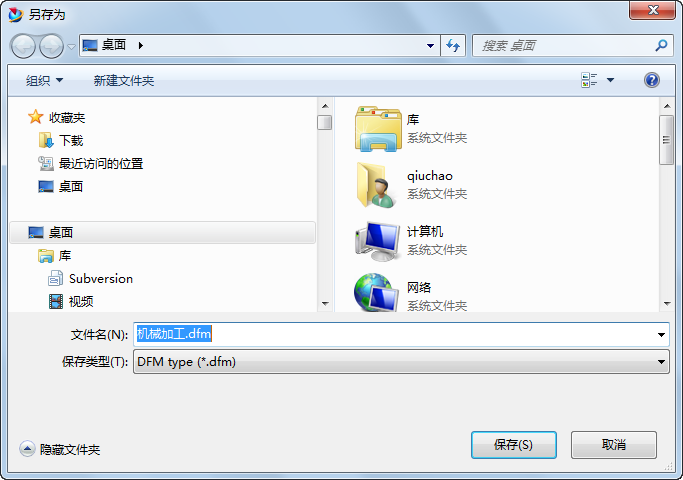 另存为
桌面
搜索 桌面
组织
新建文件夹
收藏夹
下载
最近访问的位置
桌面
桌面
库
Subversion
视频
库
系统文件夹
qiuchao
系统文件夹
计算机
系统文件夹
网络
系统文件夹
文件名(N): 机械加工.dfm
保存类型(T): DFM type (*.dfm)
隐藏文件夹
保存(S)
取消